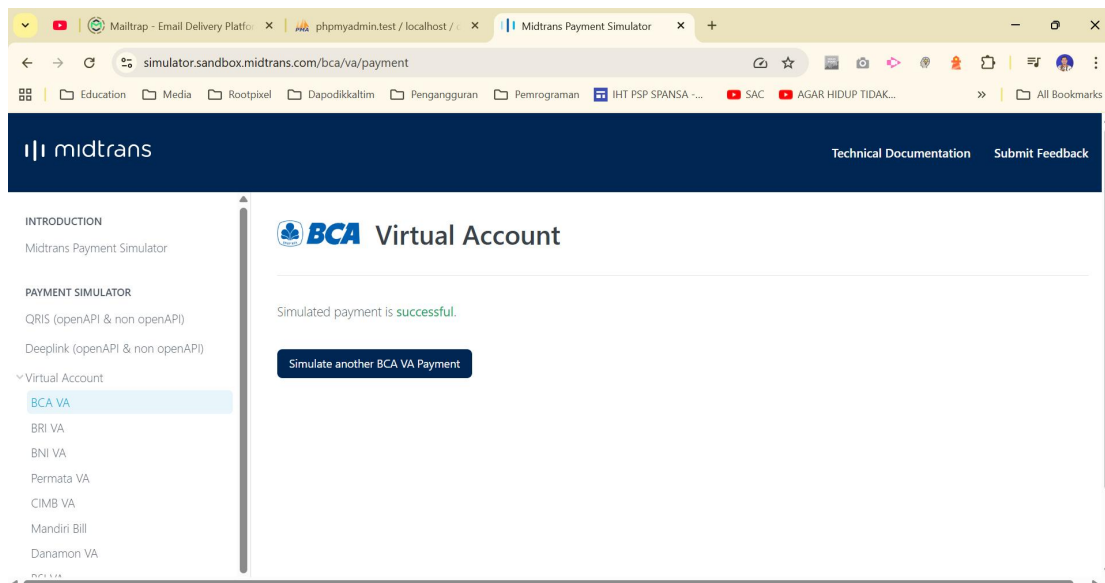 Mailtrap - Email Delivery Platfo
phpmyadmin.test / localhost /
Midtrans Payment Simulator
simulator.sandbox.midtrans.com/bca/va/payment
Education Media Rootpixel Dapodikkaltim Pengangguran Pemrograman IHT PSP SPANSA -... SAC AGAR HIDUP TIDAK... » All Bookmarks
midtrans
Technical Documentation Submit Feedback
INTRODUCTION
Midtrans Payment Simulator
PAYMENT SIMULATOR
QRIS (openAPI & non openAPI)
Deeplink (openAPI & non openAPI)
Virtual Account
BCA VA
BRI VA
BNI VA
Permata VA
CIMB VA
Mandiri Bill
Danamon VA
BCA Virtual Account
Simulated payment is successful.
Simulate another BCA VA Payment